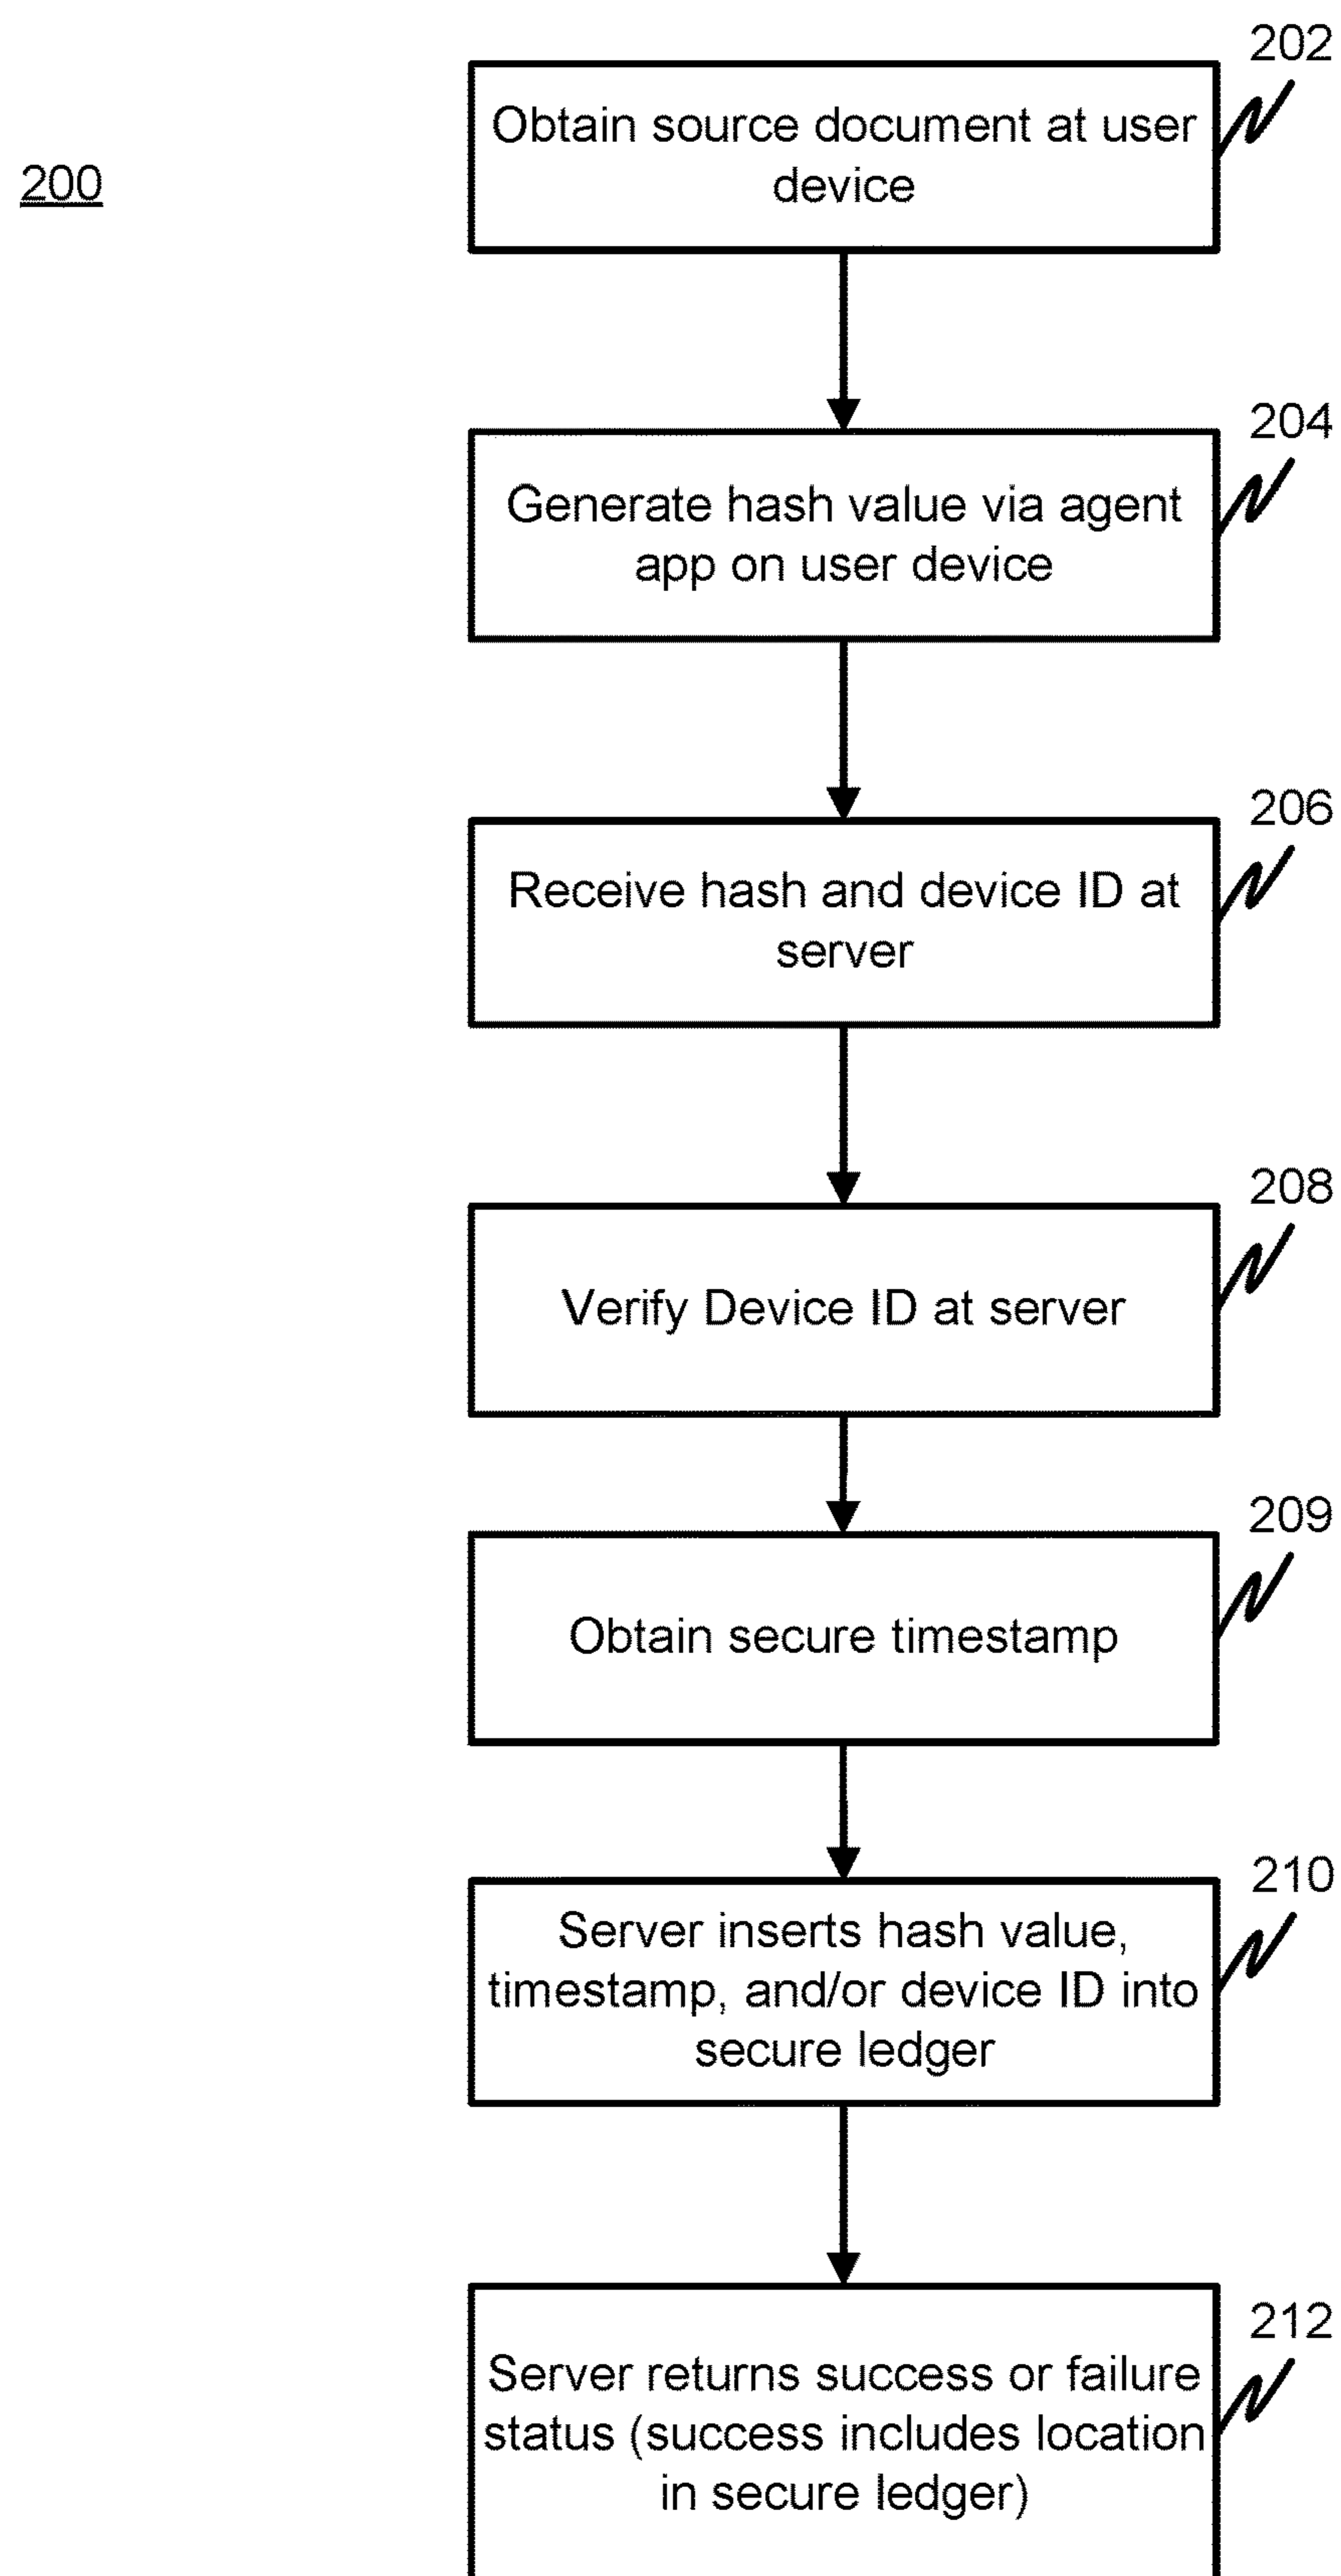 200
202
Obtain source document at user
device
204
Generate hash value via agent
app on user device
206
Receive hash and device ID at
server
208
Verify Device ID at server
209
Obtain secure timestamp
210
Server inserts hash value,
timestamp, and/or device ID into
secure ledger
212
Server returns success or failure
status (success includes location
in secure ledger)